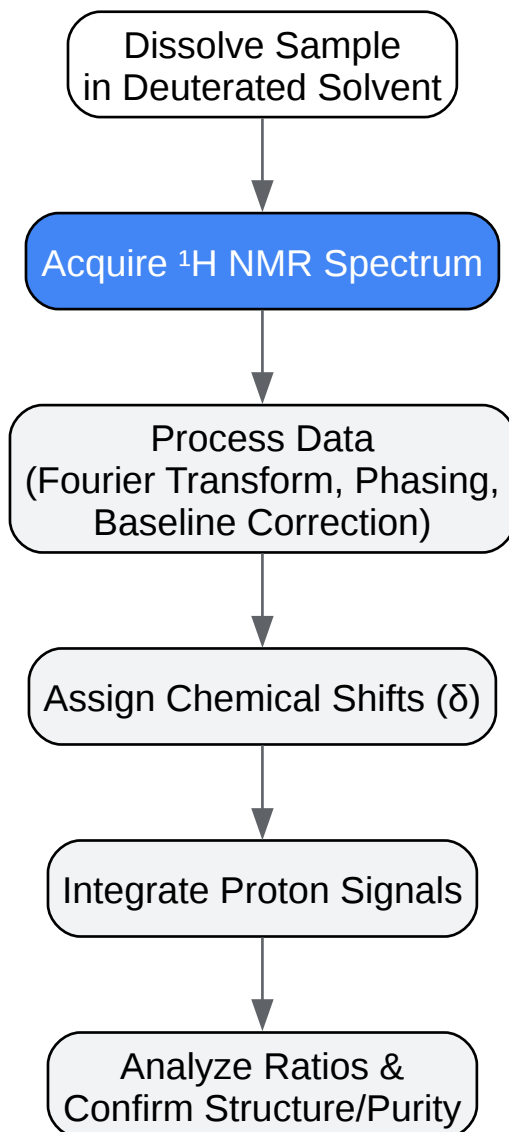 Dissolve Sample
in Deuterated Solvent
Acquire ¹H NMR Spectrum
Process Data
(Fourier Transform, Phasing,
Baseline Correction)
Assign Chemical Shifts (δ)
Integrate Proton Signals
Analyze Ratios &
Confirm Structure/Purity